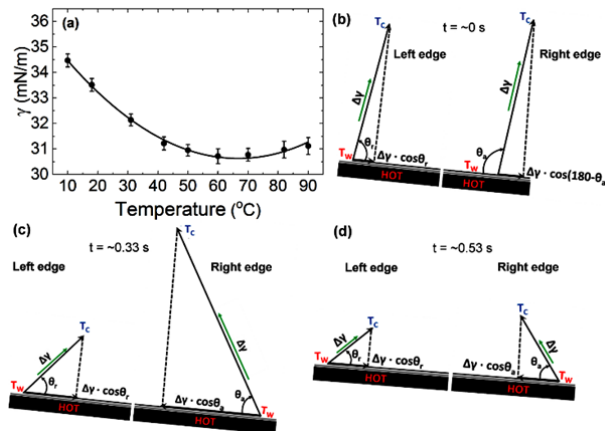 (a)
γ (mN/m)
36
35
34
33
32
31
30
10 20 30 40 50 60 70 80 90
Temperature (°C)
(b)
t = ~0 s
Left edge
Right edge
Tc
Δγ
θr
Tw
Δγ · cosθr
HOT
Tc
Δγ
θa
Tw
Δγ · cos(180-θa
HOT
(c)
t = ~0.33 s
Left edge
Right edge
Tc
Δγ
θr
Tw
Δγ · cosθr
HOT
Tc
Δγ
Δγ · cosθa
θa
Tw
HOT
(d)
t = ~0.53 s
Left edge
Right edge
Tc
Δγ
θr
Tw
Δγ · cosθr
HOT
Tc
Δγ
Δγ · cosθa
θa
Tw
HOT